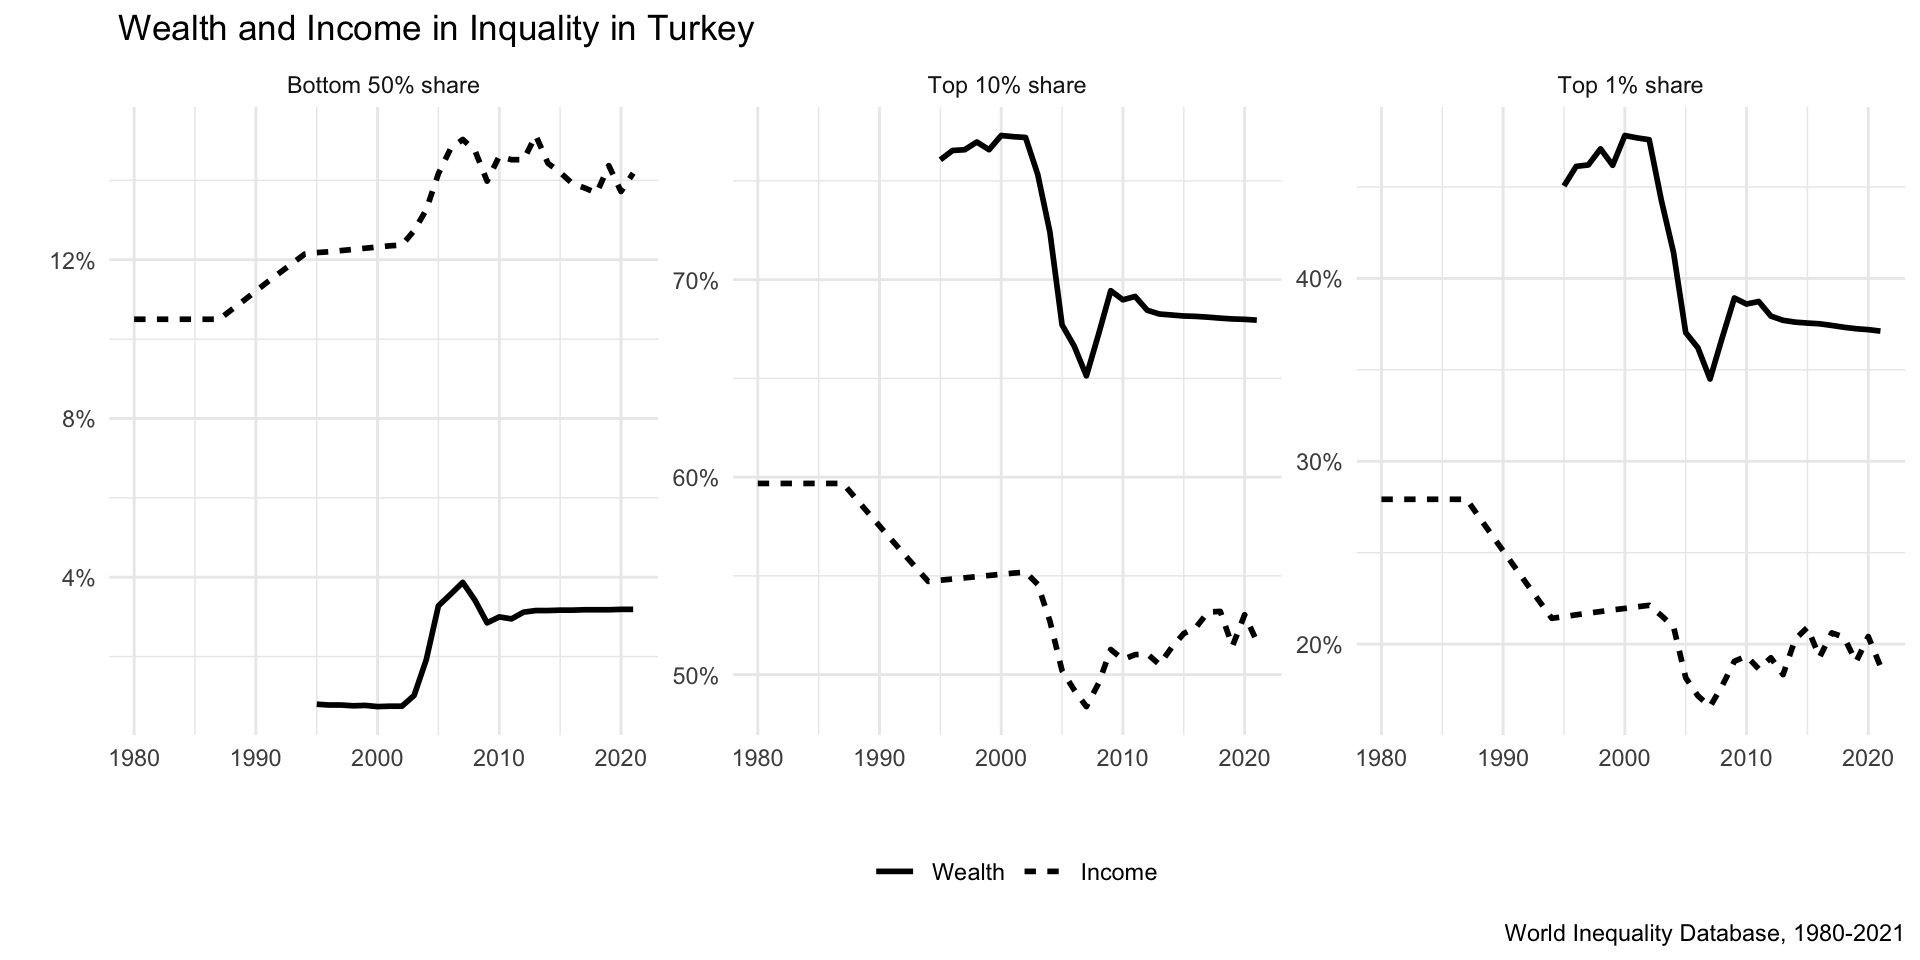 Wealth and Income in Inquality in Turkey
Bottom 50% share
12%
8%
4%
1980 1990 2000 2010 2020
Top 10% share
70%
60%
50%
1980 1990 2000 2010 2020
Top 1% share
40%
30%
20%
1980 1990 2000 2010 2020
Wealth Income
World Inequality Database, 1980-2021